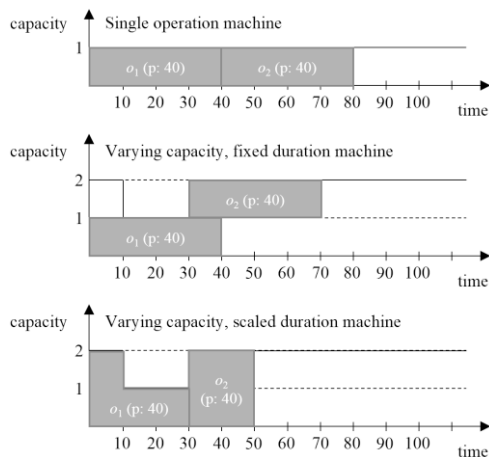 capacity
Single operation machine
1
o1 (p: 40) o2 (p: 40)
10 20 30 40 50 60 70 80 90 100
time
capacity
Varying capacity, fixed duration machine
2
o2 (p: 40)
1
o1 (p: 40)
10 20 30 40 50 60 70 80 90 100
time
capacity
Varying capacity, scaled duration machine
2
1
o2
(p: 40)
o1 (p: 40)
10 20 30 40 50 60 70 80 90 100
time